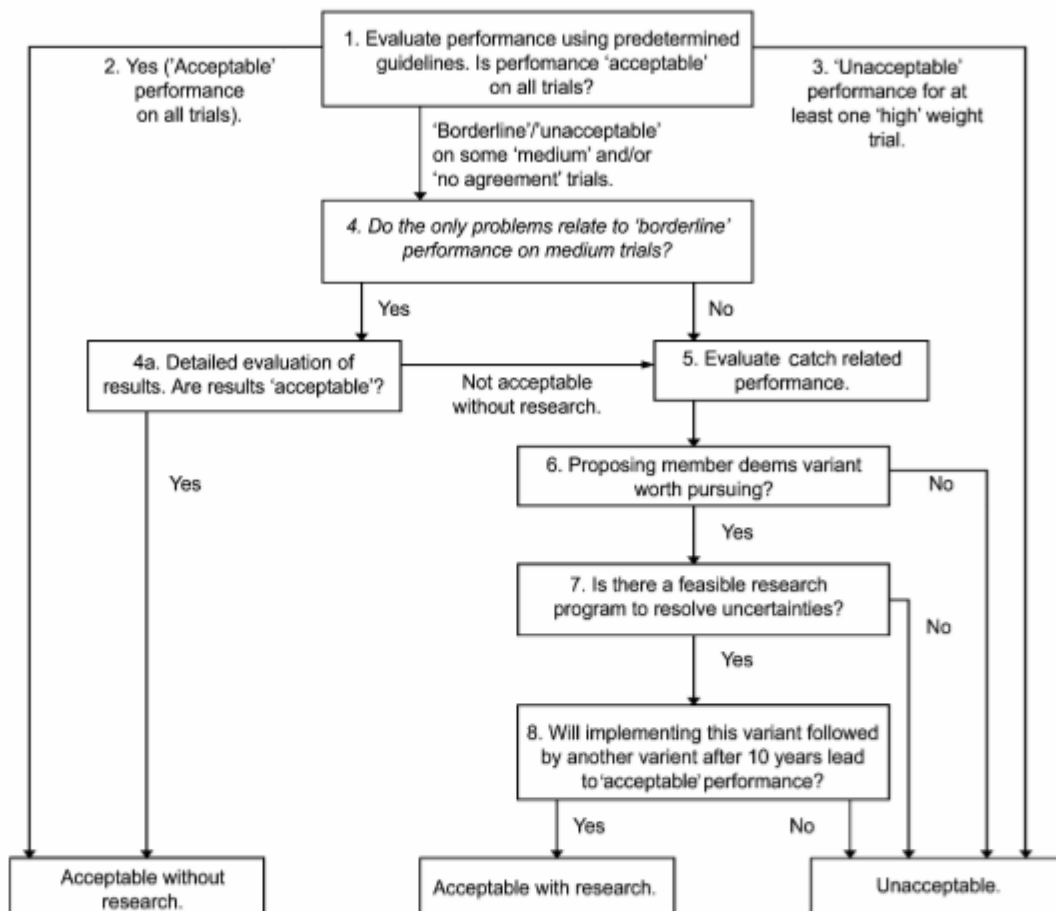 1. Evaluate performance using predetermined
guidelines. Is perfomance 'acceptable'
on all trials?
2. Yes ('Acceptable'
performance
on all trials).
3. 'Unacceptable'
performance for at
least one 'high' weight
trial.
'Borderline'/'unacceptable'
on some 'medium' and/or
'no agreement' trials.
4. Do the only problems relate to 'borderline'
performance on medium trials?
Yes
No
4a. Detailed evaluation of
results. Are results 'acceptable'?
Not acceptable
without research.
5. Evaluate catch related
performance.
Yes
6. Proposing member deems variant
worth pursuing?
No
Yes
7. Is there a feasible research
program to resolve uncertainties?
No
Yes
8. Will implementing this variant followed
by another varient after 10 years lead
to 'acceptable' performance?
Yes
No
Acceptable without
research.
Acceptable with research.
Unacceptable.